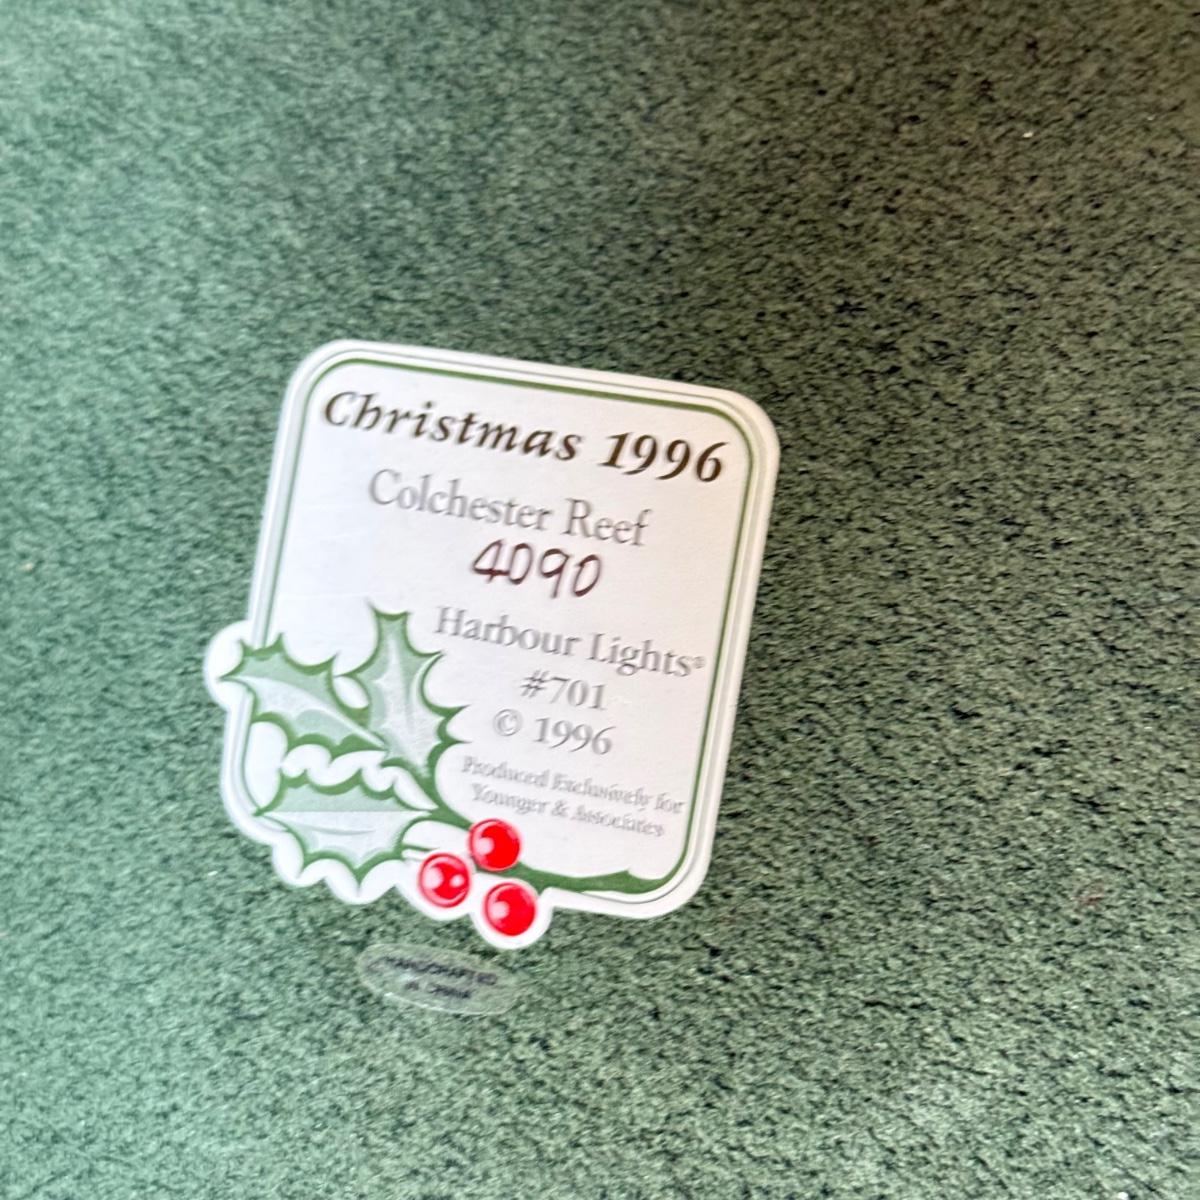 Christmas 1996
Colchester Reef
4090
Harbour Lights®
#701
© 1996
Produced Exclusively for
Younger & Associates